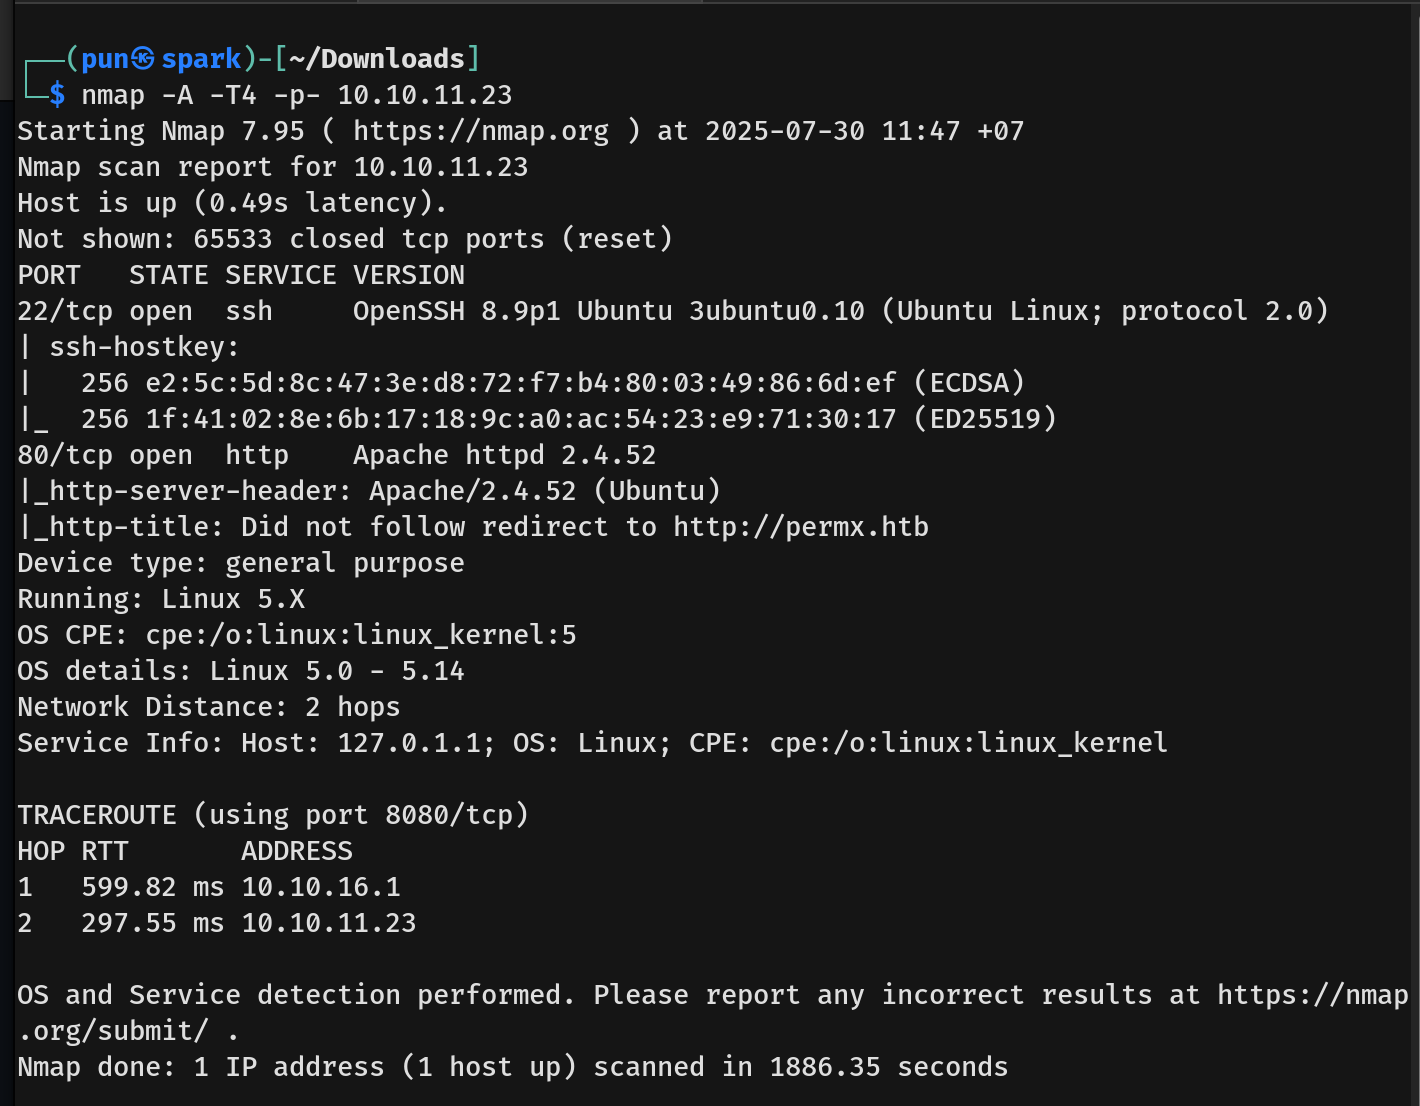 ┌──(pun㉿spark)-[~/Downloads]
└─$ nmap -A -T4 -p- 10.10.11.23
Starting Nmap 7.95 ( https://nmap.org ) at 2025-07-30 11:47 +07
Nmap scan report for 10.10.11.23
Host is up (0.49s latency).
Not shown: 65533 closed tcp ports (reset)
PORT   STATE SERVICE VERSION
22/tcp open  ssh     OpenSSH 8.9p1 Ubuntu 3ubuntu0.10 (Ubuntu Linux; protocol 2.0)
| ssh-hostkey:
|   256 e2:5c:5d:8c:47:3e:d8:72:f7:b4:80:03:49:86:6d:ef (ECDSA)
|_  256 1f:41:02:8e:6b:17:18:9c:a0:ac:54:23:e9:71:30:17 (ED25519)
80/tcp open  http    Apache httpd 2.4.52
|_http-server-header: Apache/2.4.52 (Ubuntu)
|_http-title: Did not follow redirect to http://permx.htb
Device type: general purpose
Running: Linux 5.X
OS CPE: cpe:/o:linux:linux_kernel:5
OS details: Linux 5.0 - 5.14
Network Distance: 2 hops
Service Info: Host: 127.0.1.1; OS: Linux; CPE: cpe:/o:linux:linux_kernel

TRACEROUTE (using port 8080/tcp)
HOP RTT       ADDRESS
1   599.82 ms 10.10.16.1
2   297.55 ms 10.10.11.23

OS and Service detection performed. Please report any incorrect results at https://nmap
.org/submit/ .
Nmap done: 1 IP address (1 host up) scanned in 1886.35 seconds